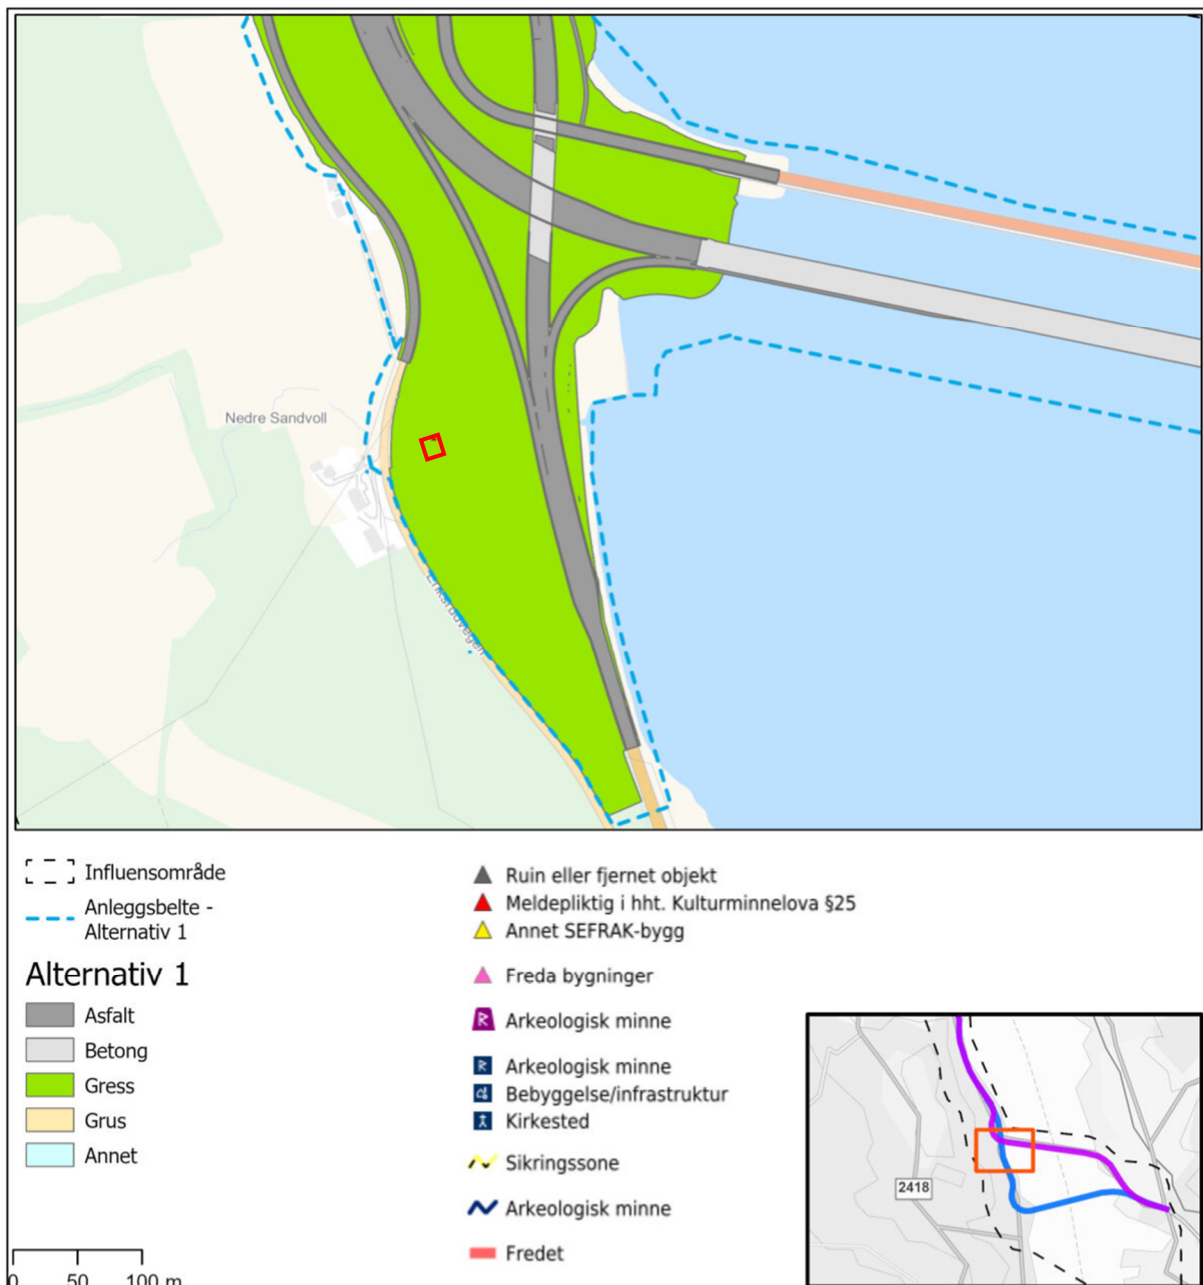 Nedre Sandvoll
Eriksrudvegen
Influensområde
Anleggsbelte -
Alternativ 1
Alternativ 1
Asfalt
Betong
Gress
Grus
Annet
0 50 100 m
Ruin eller fjernet objekt
Meldepliktig i hht. Kulturminnelova §25
Annet SEFRAK-bygg
Freda bygninger
R Arkeologisk minne
R Arkeologisk minne
Bebyggelse/infrastruktur
Kirkested
Sikringssone
Arkeologisk minne
Fredet
2418